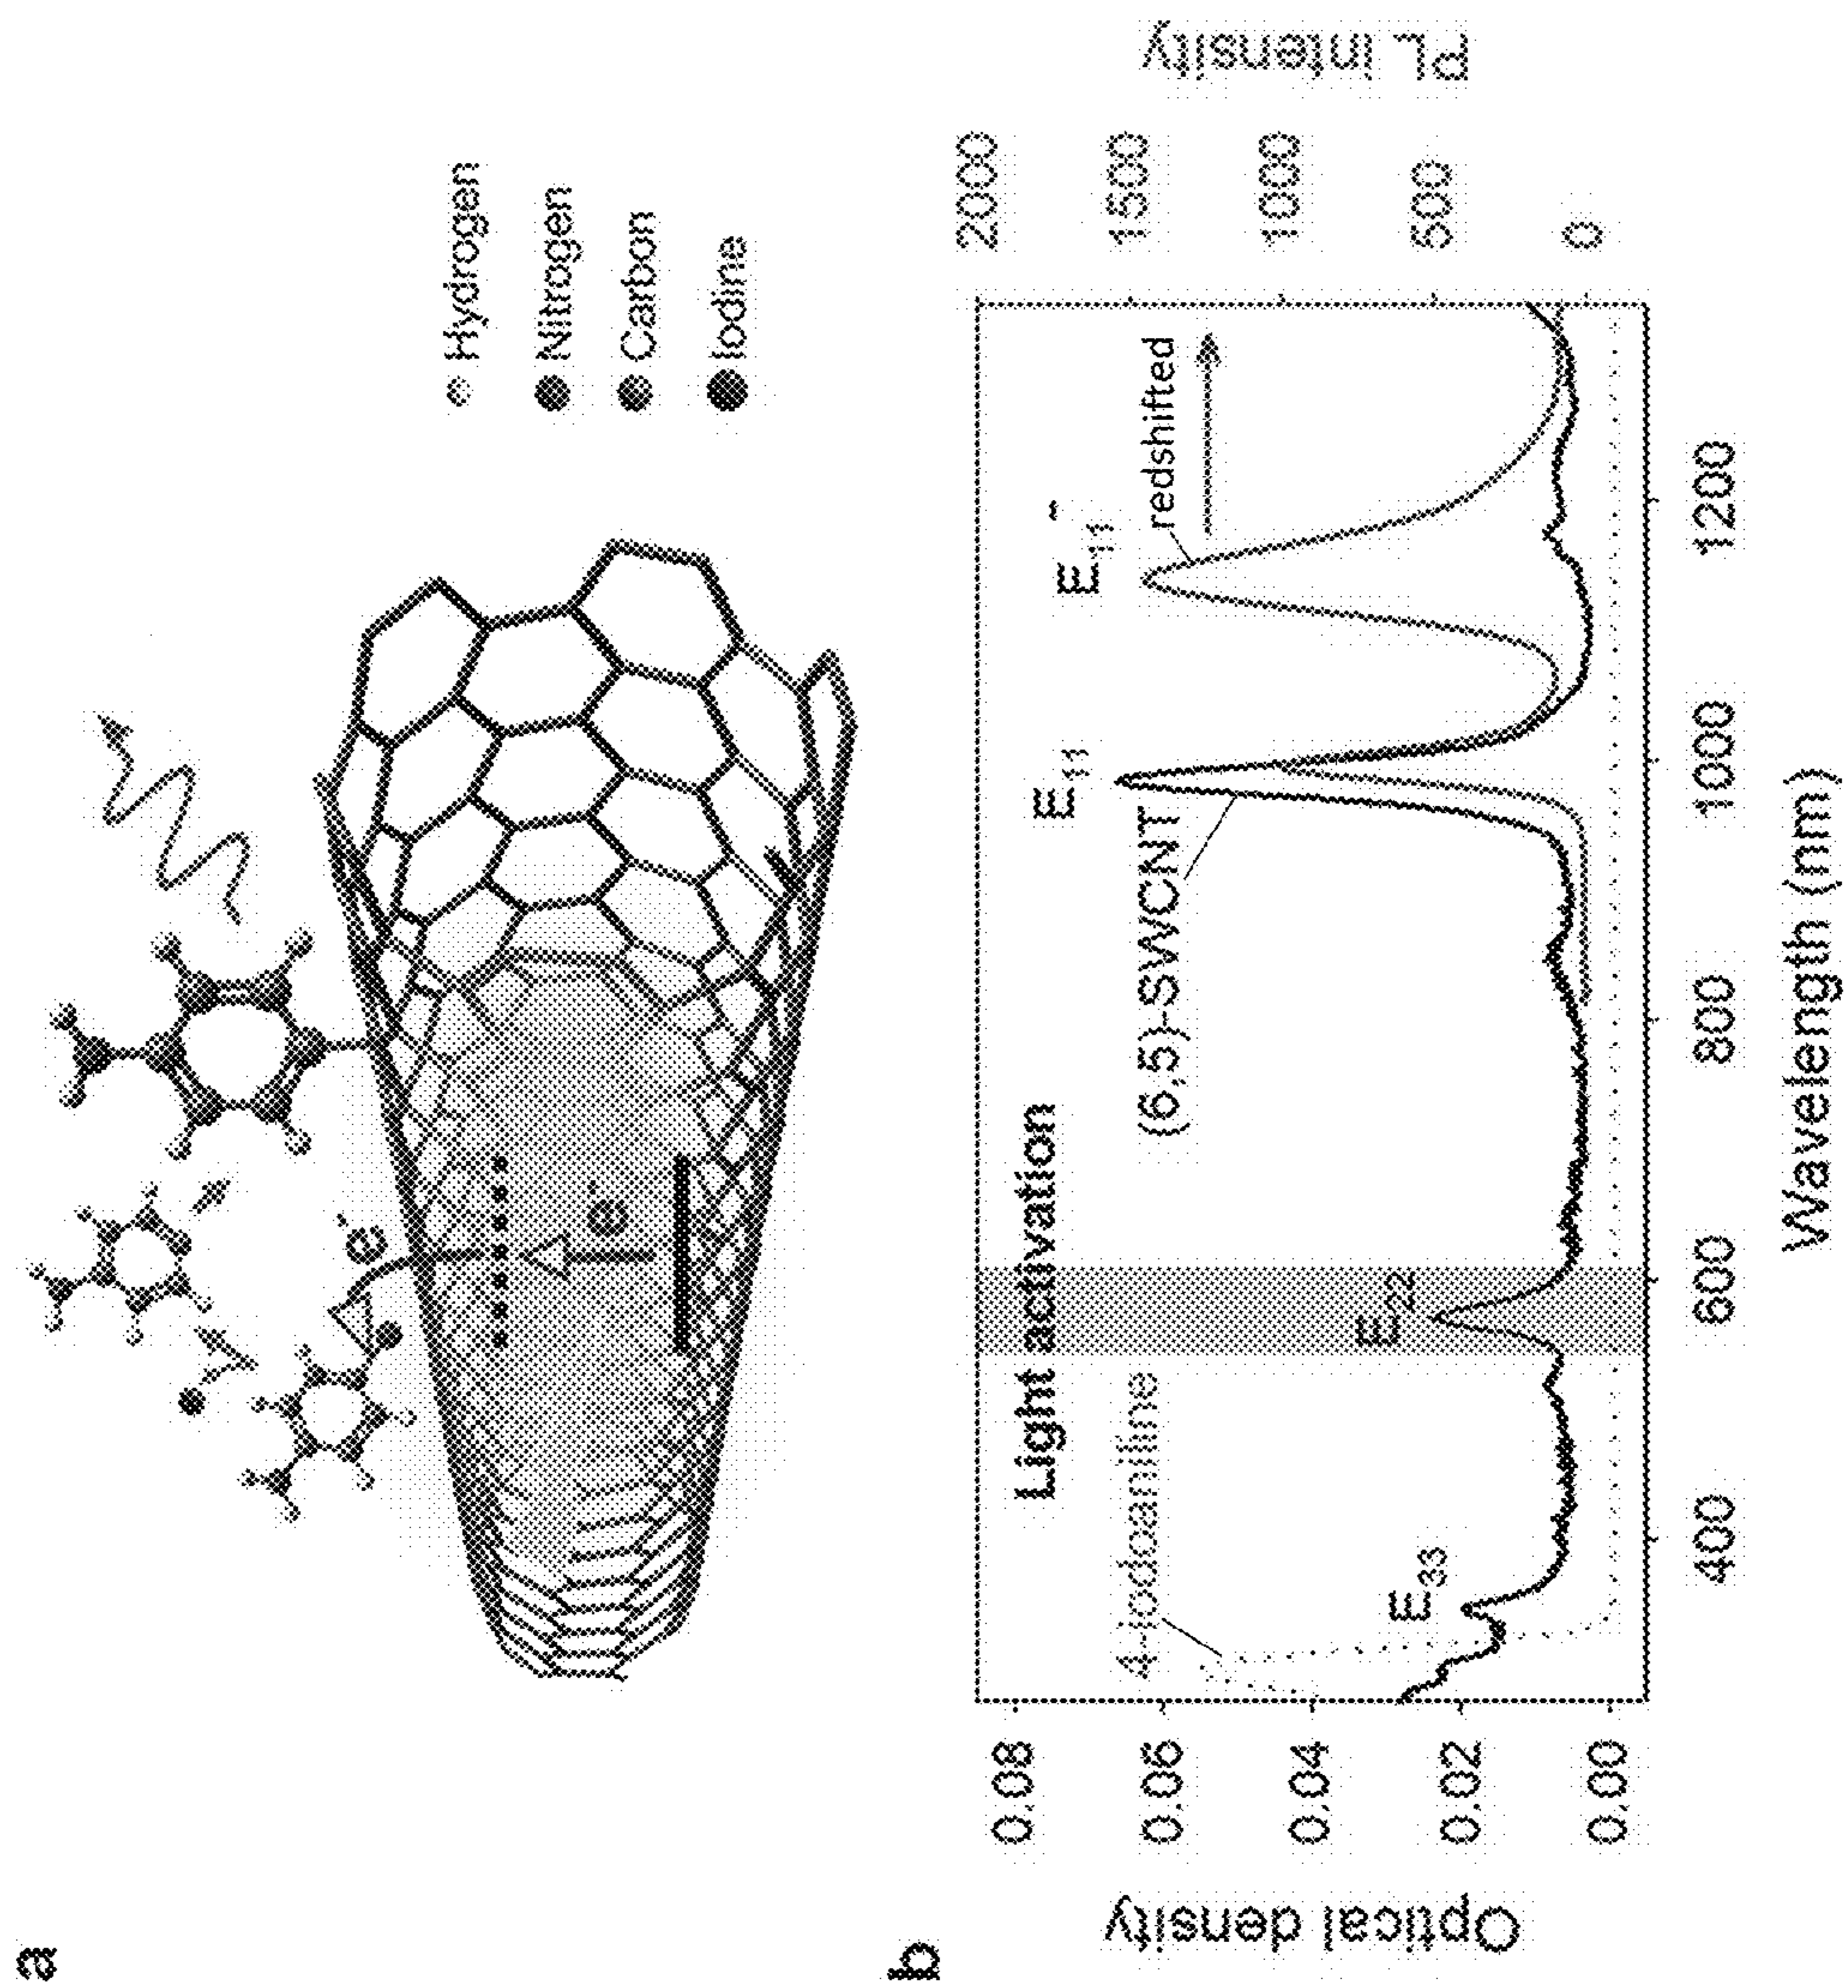 a
Hydrogen
Nitrogen
Carbon
Iodine
e-
e-
b
Light activation
4-iodoaniline
(6,5)-SWCNT
redshifted
E33
E22
E11
E11-
Optical density
0.08
0.06
0.04
0.02
0.00
PL intensity
2000
1500
1000
500
0
400
600
800
1000
1200
Wavelength (nm)